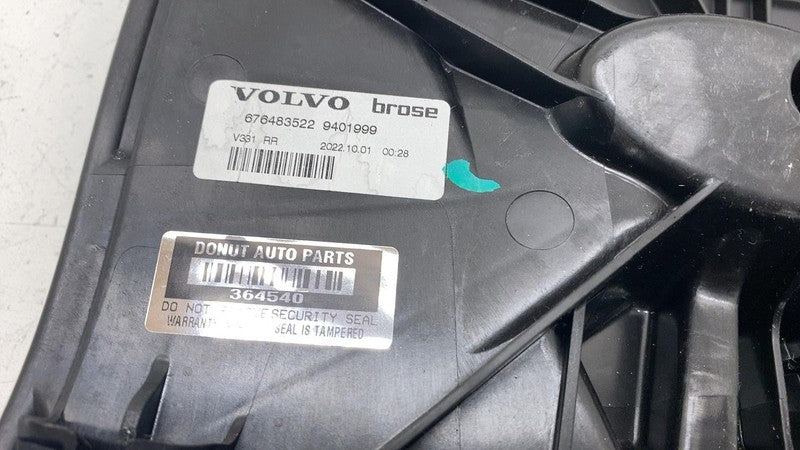 VOLVO brose
676483522 9401999
V331 RR 2022.10.01 00:28
DONUT AUTO PARTS
364540
DO NOT SECURITY SEAL
WARRANTY SEAL IS TAMPERED